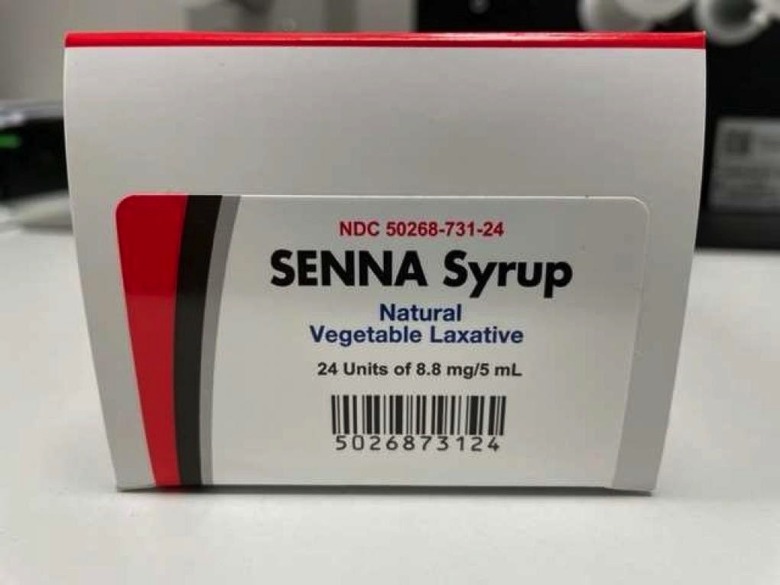 NDC 50268-731-24
SENNA Syrup
Natural
Vegetable Laxative
24 Units of 8.8 mg/5 mL
5026873124